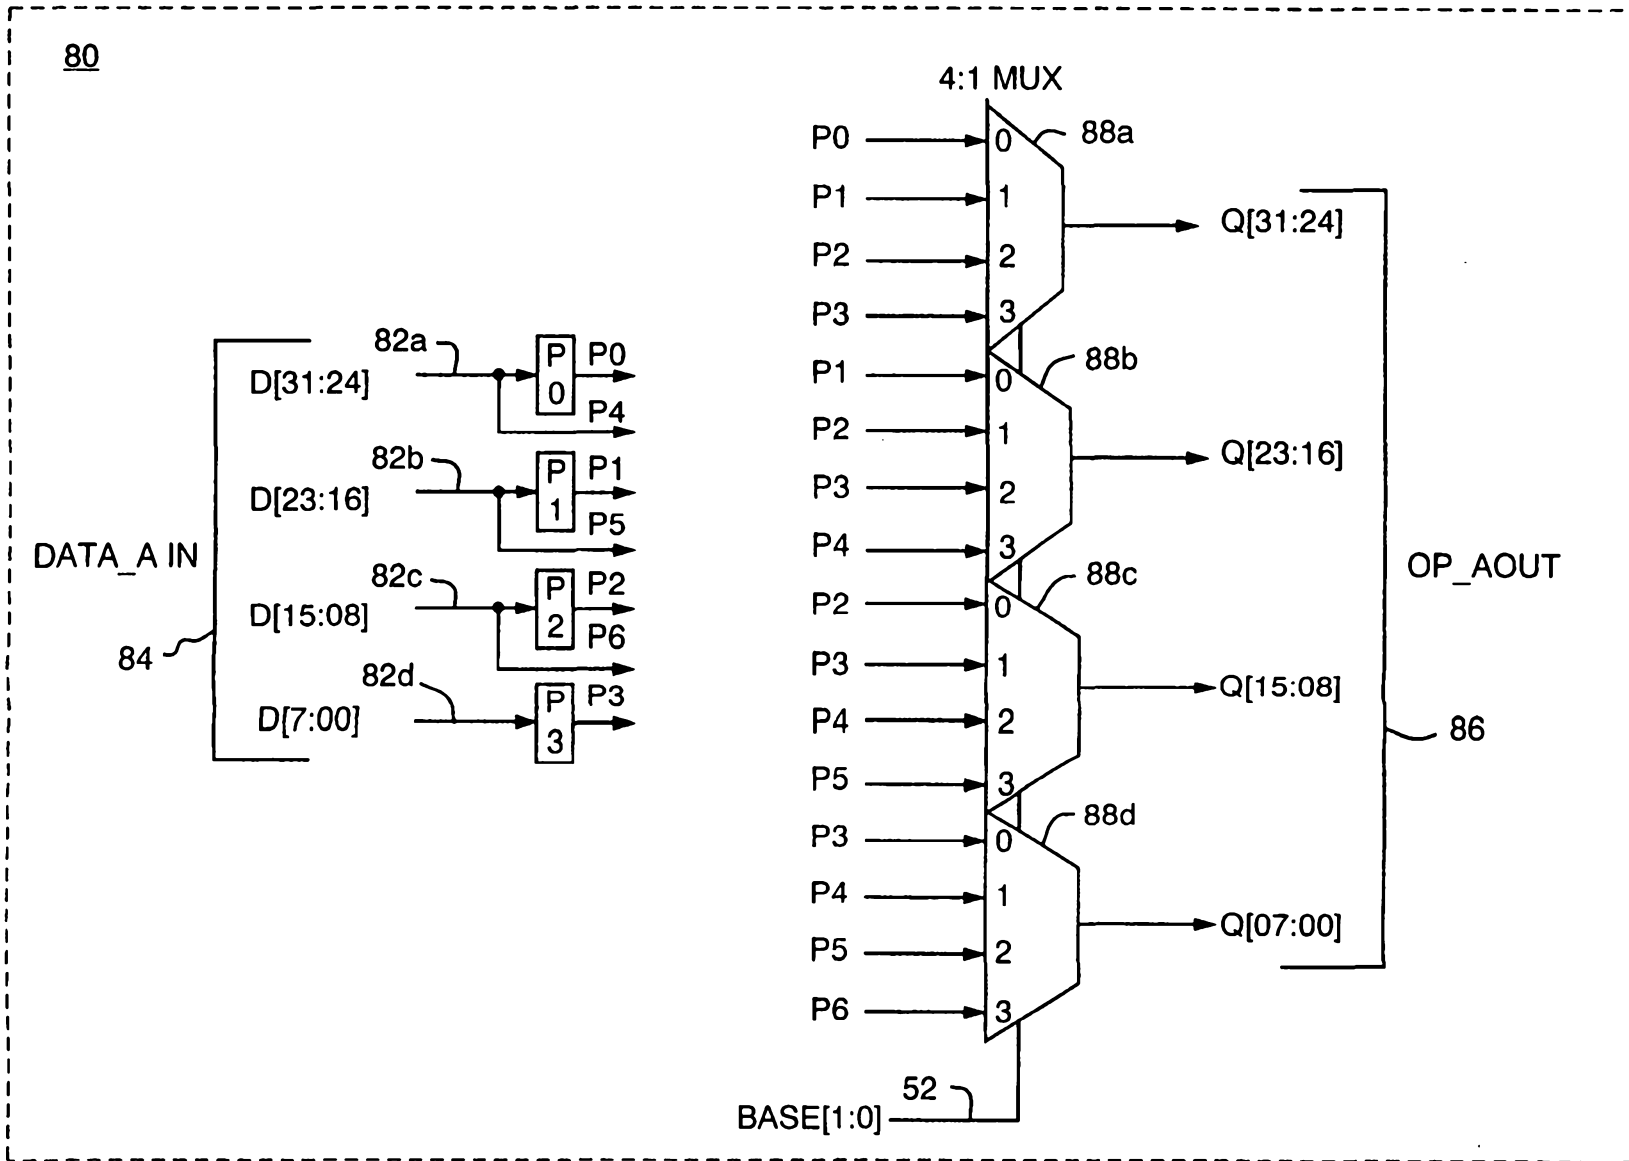 80
4:1 MUX
P0 0 88a
P1 1
Q[31:24]
P2 2
P3 3
82a P 0 P0
D[31:24]
P4
82b P 1 P1
D[23:16]
P5
DATA_A IN
82c P 2 P2
D[15:08]
P6
84
82d P 3 P3
D[7:00]
P1 0 88b
P2 1
Q[23:16]
P3 2
P4 3
88c
OP_AOUT
P2 0
P3 1
Q[15:08]
P4 2
86
P5 3
88d
P3 0
P4 1
Q[07:00]
P5 2
P6 3
52
BASE[1:0]